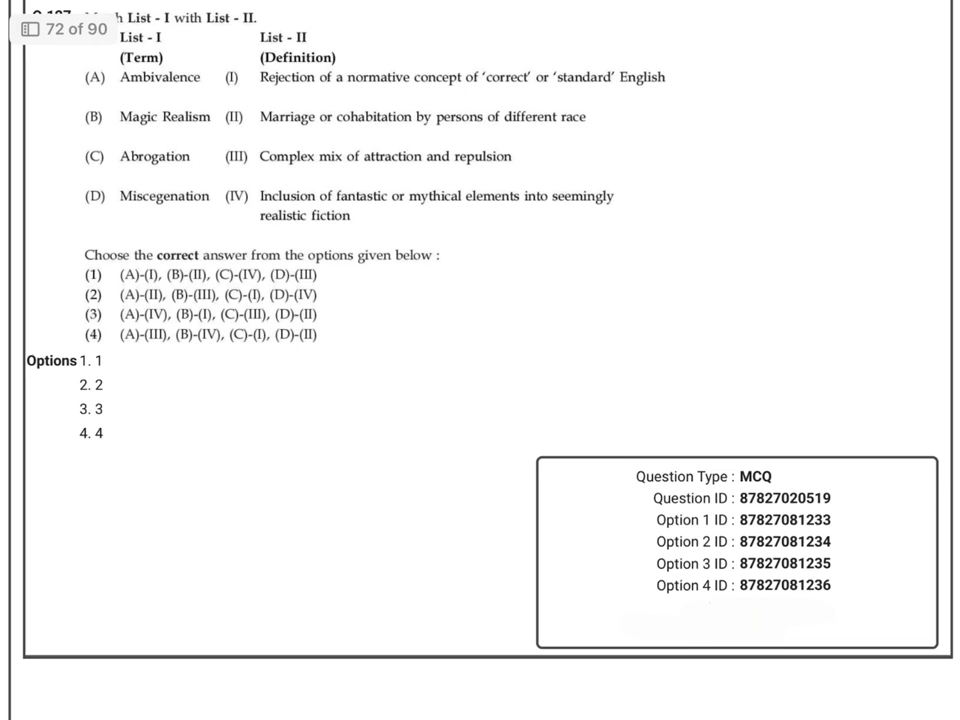 72 of 90
h List - I with List - II.
List - I List - II
(Term) (Definition)
(A) Ambivalence (I) Rejection of a normative concept of ‘correct’ or ‘standard’ English
(B) Magic Realism (II) Marriage or cohabitation by persons of different race
(C) Abrogation (III) Complex mix of attraction and repulsion
(D) Miscegenation (IV) Inclusion of fantastic or mythical elements into seemingly
realistic fiction
Choose the correct answer from the options given below :
(1) (A)-(I), (B)-(II), (C)-(IV), (D)-(III)
(2) (A)-(II), (B)-(III), (C)-(I), (D)-(IV)
(3) (A)-(IV), (B)-(I), (C)-(III), (D)-(II)
(4) (A)-(III), (B)-(IV), (C)-(I), (D)-(II)
Options 1. 1
2. 2
3. 3
4. 4
Question Type : MCQ
Question ID : 87827020519
Option 1 ID : 87827081233
Option 2 ID : 87827081234
Option 3 ID : 87827081235
Option 4 ID : 87827081236